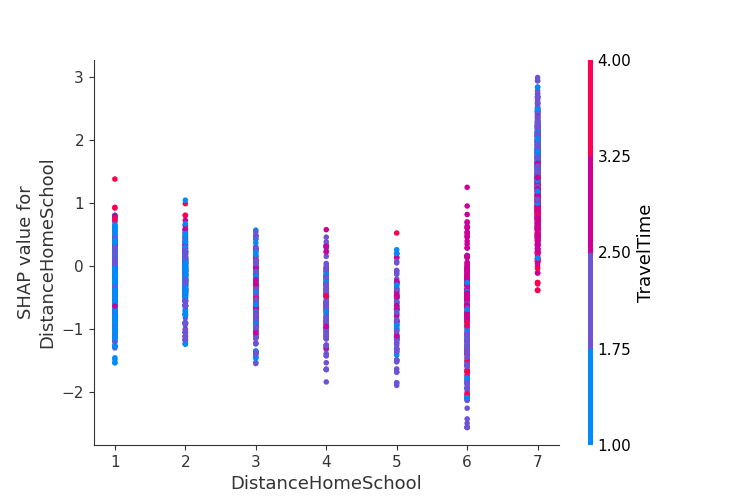 3
2
1
0
−1
−2
SHAP value for
DistanceHomeSchool
1 2 3 4 5 6 7
DistanceHomeSchool
4.00
3.25
2.50
1.75
1.00
TravelTime